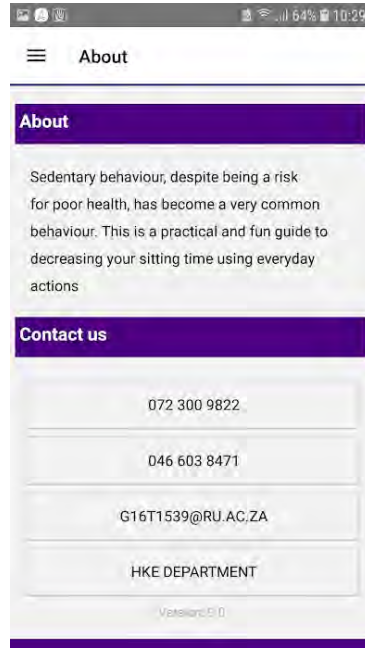 64% 10:29
About
About
Sedentary behaviour, despite being a risk
for poor health, has become a very common
behaviour. This is a practical and fun guide to
decreasing your sitting time using everyday
actions
Contact us
072 300 9822
046 603 8471
G16T1539@RU.AC.ZA
HKE DEPARTMENT